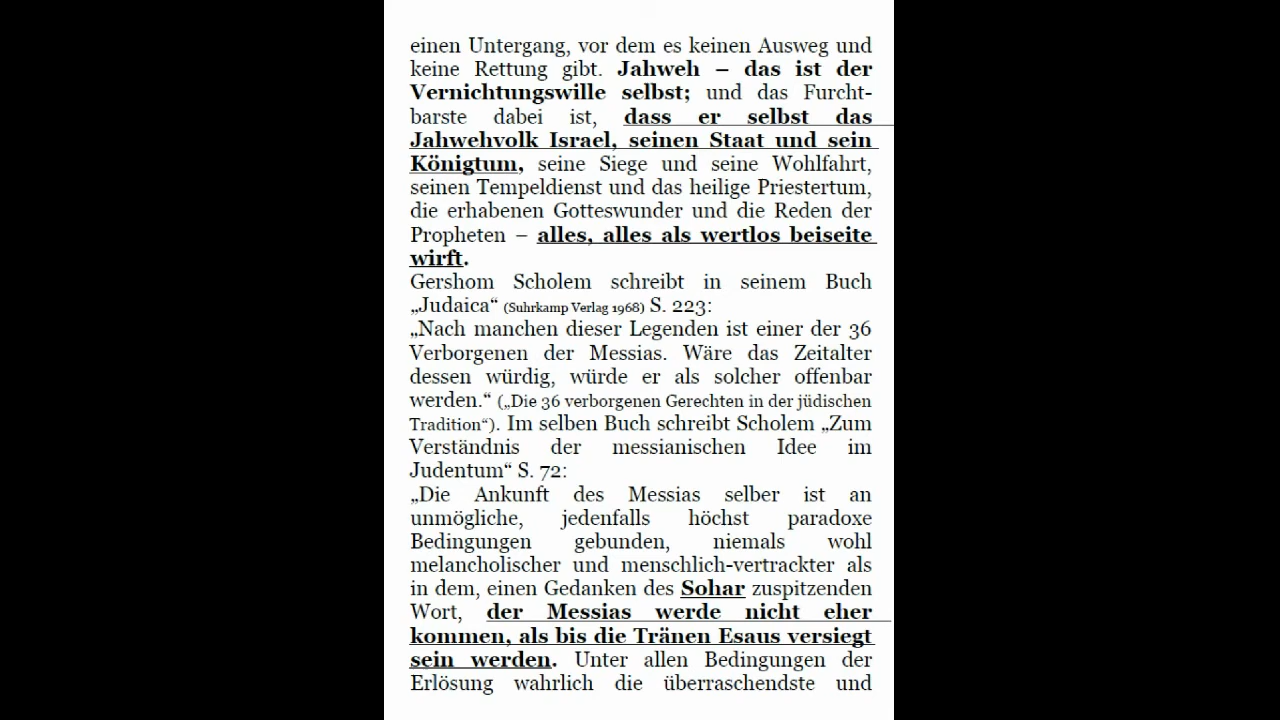 einen Untergang, vor dem es keinen Ausweg und
keine Rettung gibt. Jahweh – das ist der
Vernichtungswille selbst; und das Furcht-
barste dabei ist, dass er selbst das
Jahwehvolk Israel, seinen Staat und sein
Königtum, seine Siege und seine Wohlfahrt,
seinen Tempeldienst und das heilige Priestertum,
die erhabenen Gotteswunder und die Reden der
Propheten – alles, alles als wertlos beiseite
wirft.
Gershom Scholem schreibt in seinem Buch
„Judaica“ (Suhrkamp Verlag 1968) S. 223:
„Nach manchen dieser Legenden ist einer der 36
Verborgenen der Messias. Wäre das Zeitalter
dessen würdig, würde er als solcher offenbar
werden.“ („Die 36 verborgenen Gerechten in der jüdischen
Tradition“). Im selben Buch schreibt Scholem „Zum
Verständnis der messianischen Idee im
Judentum“ S. 72:
„Die Ankunft des Messias selber ist an
unmögliche, jedenfalls höchst paradoxe
Bedingungen gebunden, niemals wohl
melancholischer und menschlich-vertrackter als
in dem, einen Gedanken des Sohar zuspitzenden
Wort, der Messias werde nicht eher
kommen, als bis die Tränen Esaus versiegt
sein werden. Unter allen Bedingungen der
Erlösung wahrlich die überraschendste und